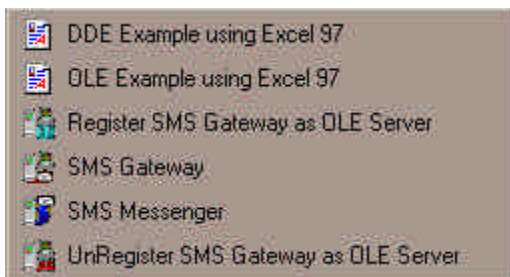 DDE Example using Excel 97
OLE Example using Excel 97
Register SMS Gateway as OLE Server
SMS Gateway
SMS Messenger
UnRegister SMS Gateway as OLE Server